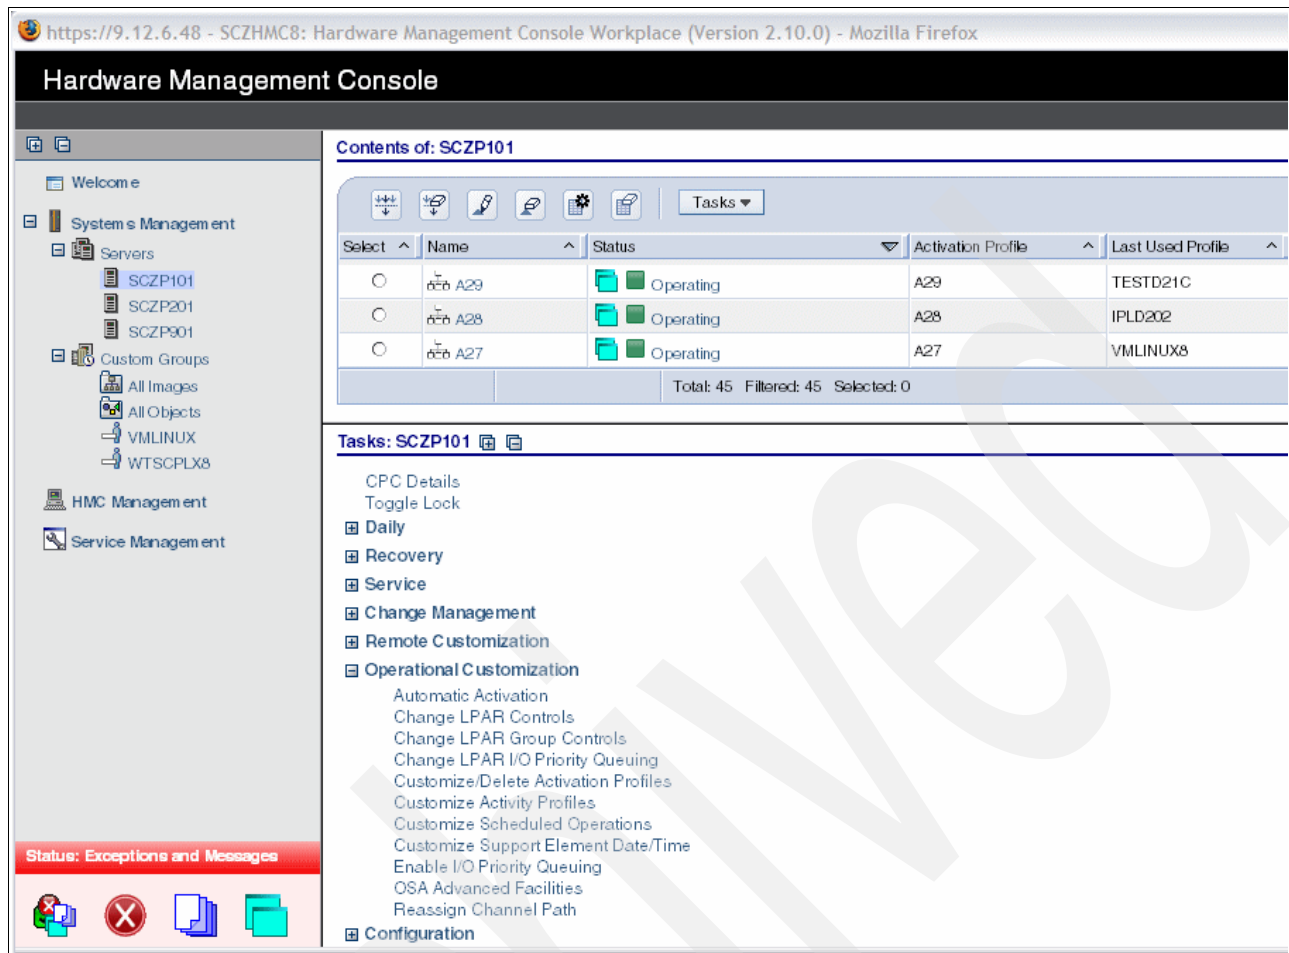 https://9.12.6.48 - SCZHMC8: Hardware Management Console Workplace (Version 2.10.0) - Mozilla Firefox
Hardware Management Console
Contents of: SCZP101
Welcome
Tasks
Systems Management
Select Name Status Activation Profile Last Used Profile
Servers
SCZP101
A29 Operating A29 TESTD21C
SCZP201
A28 Operating A28 IPLD202
SCZP901
A27 Operating A27 VMLINUX8
Custom Groups
All Images
Total: 45 Filtered: 45 Selected: 0
All Objects
VMLINUX
Tasks: SCZP101
WTSCPLX8
CPC Details
HMC Management
Toggle Lock
Daily
Service Management
Recovery
Service
Change Management
Remote Customization
Operational Customization
Automatic Activation
Change LPAR Controls
Change LPAR Group Controls
Change LPAR I/O Priority Queuing
Customize/Delete Activation Profiles
Customize Activity Profiles
Customize Scheduled Operations
Customize Support Element Date/Time
Status: Exceptions and Messages
Enable I/O Priority Queuing
OSA Advanced Facilities
Reassign Channel Path
Configuration
hived